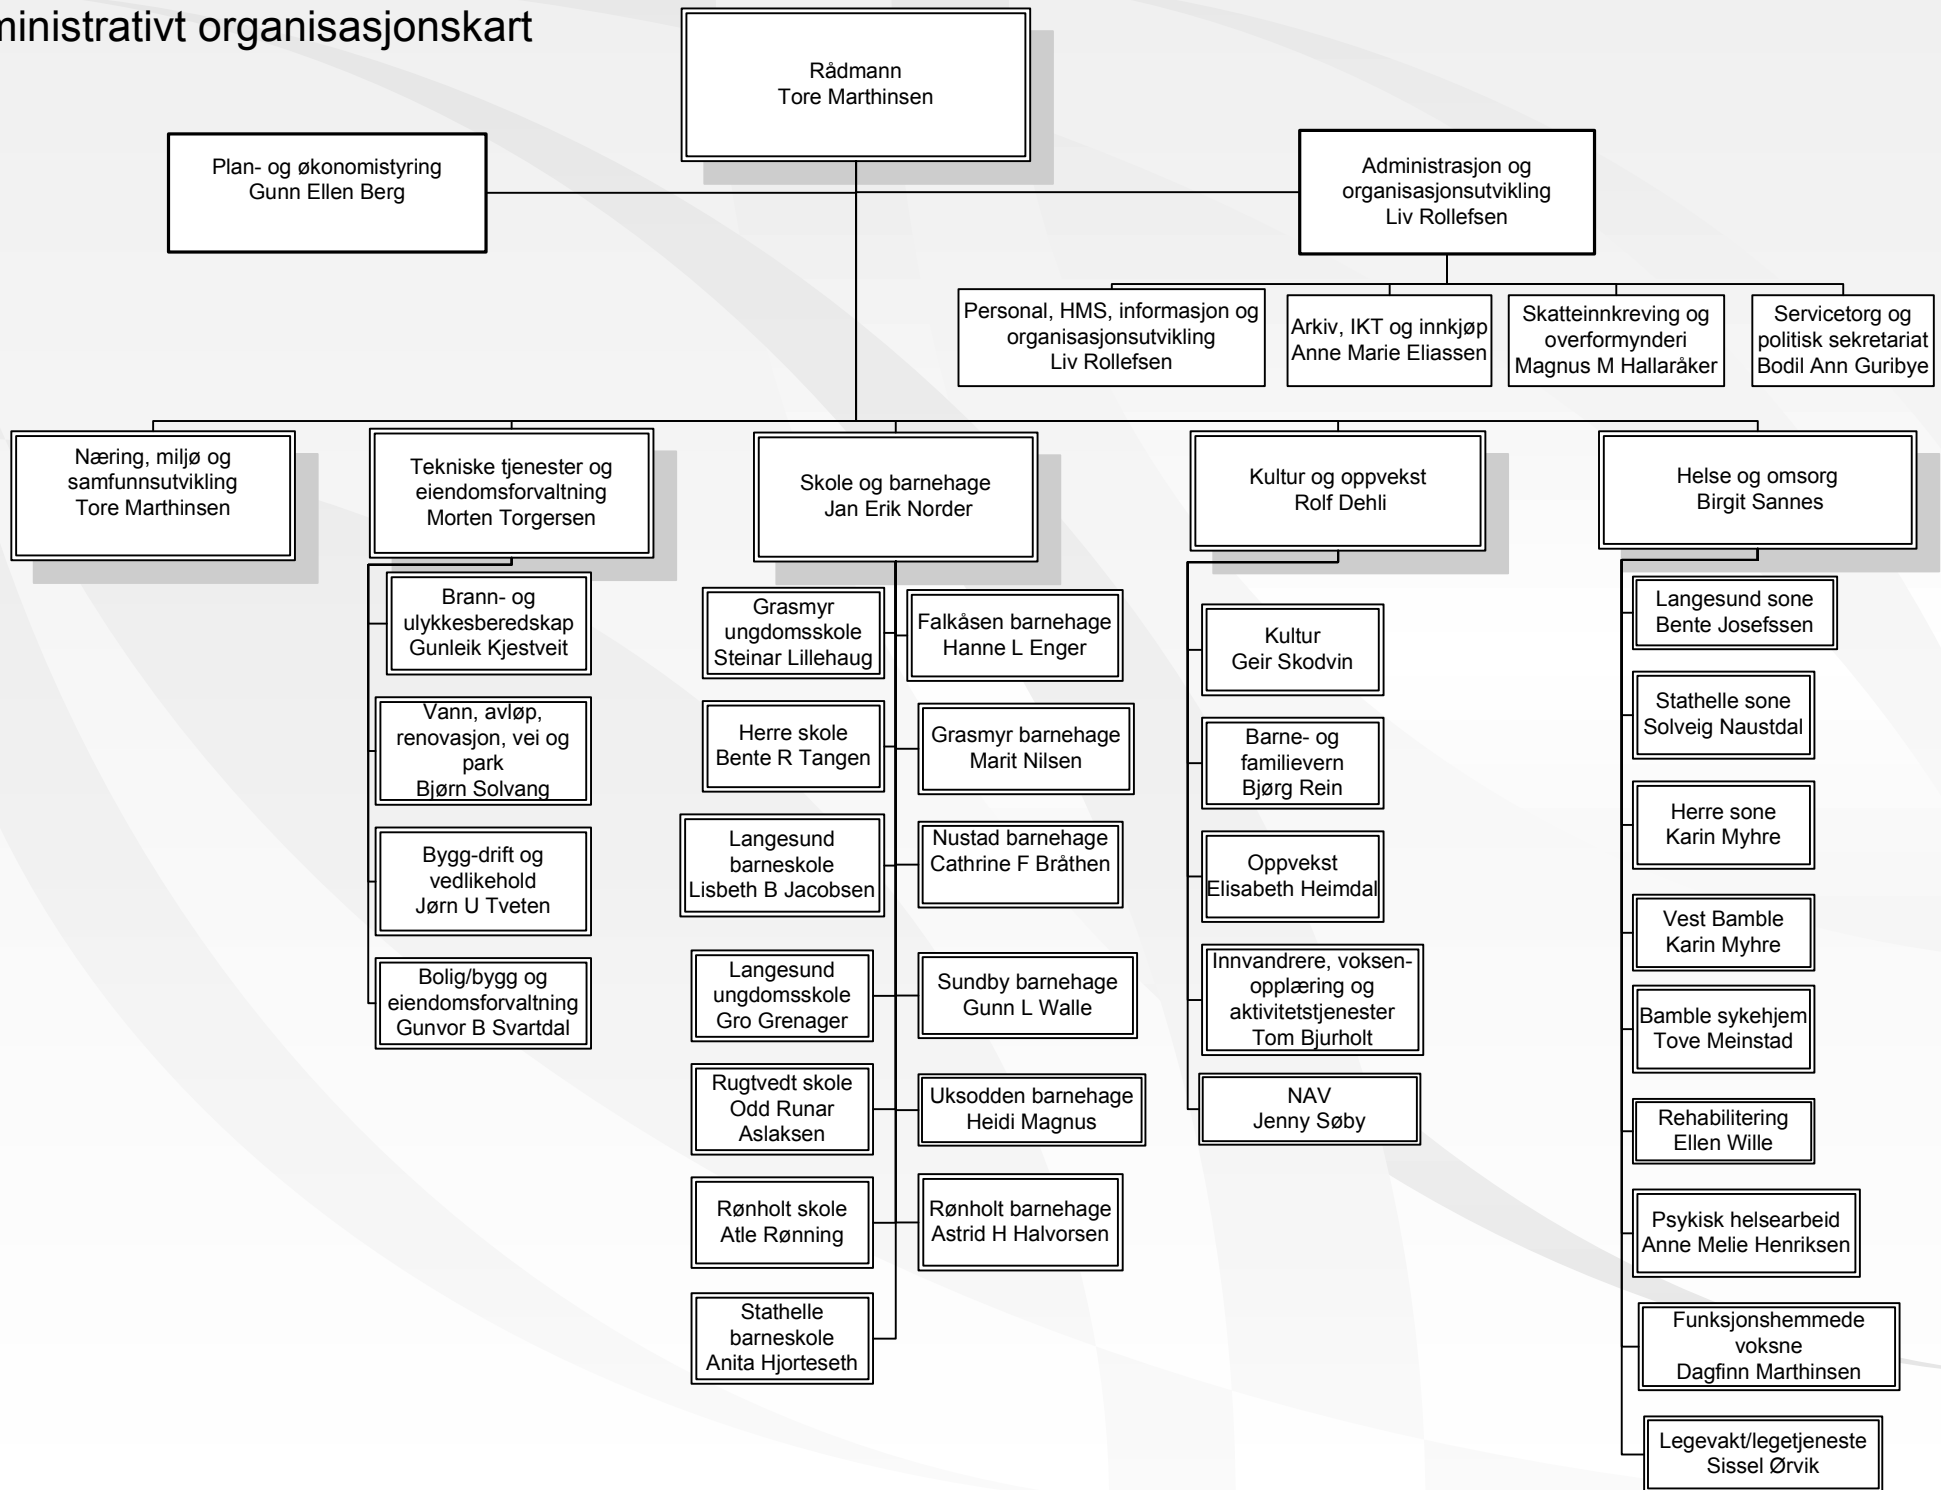 ministrativt organisasjonskart
Rådmann
Tore Marthinsen
Plan- og økonomistyring
Gunn Ellen Berg
Administrasjon og
organisasjonsutvikling
Liv Rollefsen
Personal, HMS, informasjon og
organisasjonsutvikling
Liv Rollefsen
Arkiv, IKT og innkjøp
Anne Marie Eliassen
Skatteinnkreving og
overformynderi
Magnus M Hallaråker
Servicetorg og
politisk sekretariat
Bodil Ann Guribye
Næring, miljø og
samfunnsutvikling
Tore Marthinsen
Tekniske tjenester og
eiendomsforvaltning
Morten Torgersen
Skole og barnehage
Jan Erik Norder
Kultur og oppvekst
Rolf Dehli
Helse og omsorg
Birgit Sannes
Brann- og
ulykkesberedskap
Gunleik Kjestveit
Vann, avløp,
renovasjon, vei og
park
Bjørn Solvang
Bygg-drift og
vedlikehold
Jørn U Tveten
Bolig/bygg og
eiendomsforvaltning
Gunvor B Svartdal
Grasmyr
ungdomsskole
Steinar Lillehaug
Herre skole
Bente R Tangen
Langesund
barneskole
Lisbeth B Jacobsen
Langesund
ungdomsskole
Gro Grenager
Rugtvedt skole
Odd Runar
Aslaksen
Rønholt skole
Atle Rønning
Stathelle
barneskole
Anita Hjorteseth
Falkåsen barnehage
Hanne L Enger
Grasmyr barnehage
Marit Nilsen
Nustad barnehage
Cathrine F Bråthen
Sundby barnehage
Gunn L Walle
Uksodden barnehage
Heidi Magnus
Rønholt barnehage
Astrid H Halvorsen
Kultur
Geir Skodvin
Barne- og
familievern
Bjørg Rein
Oppvekst
Elisabeth Heimdal
Innvandrere, voksen-
opplæring og
aktivitetstjenester
Tom Bjurholt
NAV
Jenny Søby
Langesund sone
Bente Josefssen
Stathelle sone
Solveig Naustdal
Herre sone
Karin Myhre
Vest Bamble
Karin Myhre
Bamble sykehjem
Tove Meinstad
Rehabilitering
Ellen Wille
Psykisk helsearbeid
Anne Melie Henriksen
Funksjonshemmede
voksne
Dagfinn Marthinsen
Legevakt/legetjeneste
Sissel Ørvik